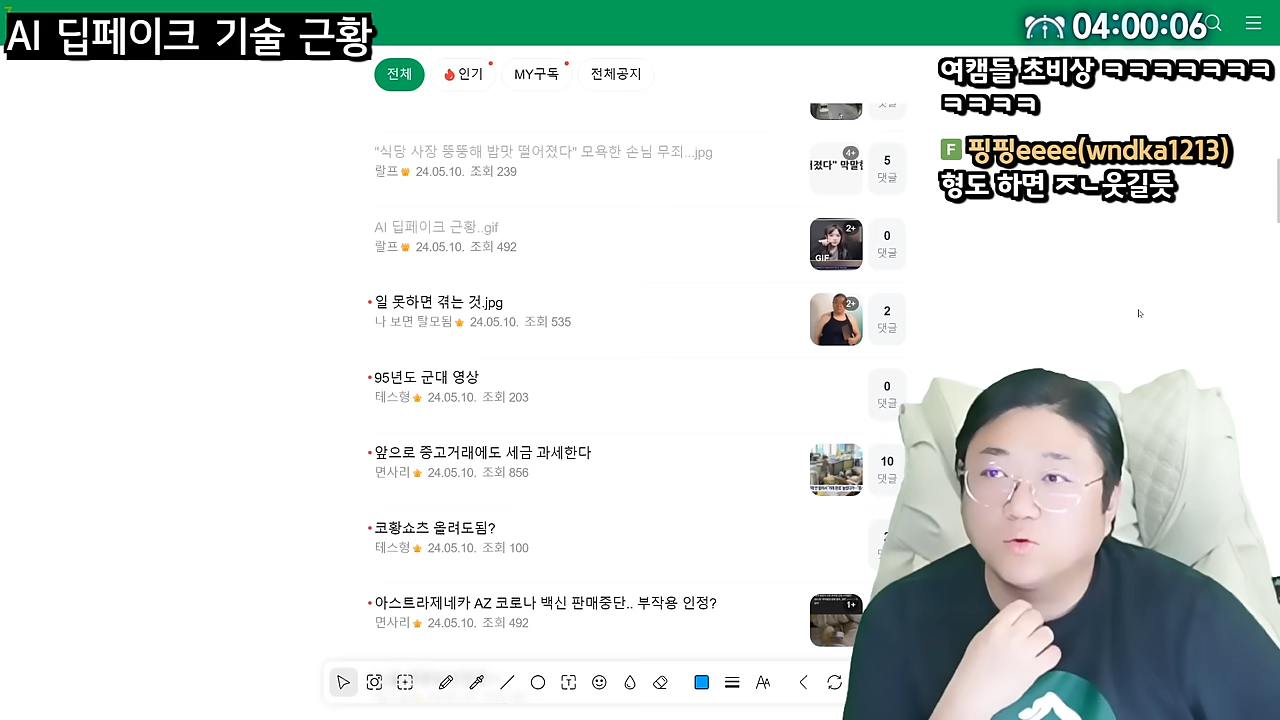 AI 딥페이크 기술 근황
04:00:06
전체
인기
MY구독
전체공지
여캠들 초비상 ㅋㅋㅋㅋㅋㅋㅋ
ㅋㅋㅋㅋ
F 핑핑eeee(wndka1213)
형도 하면 ㅈㄴ웃길듯
"식당 사장 뚱뚱해 밥맛 떨어졌다" 모욕한 손님 무죄...jpg
랄프 24.05.10. 조회 239
4+
5
댓글
AI 딥페이크 근황..gif
랄프 24.05.10. 조회 492
2+
GIF
0
댓글
일 못하면 겪는 것.jpg
나 보면 탈모됨 24.05.10. 조회 535
2+
2
댓글
95년도 군대 영상
테스형 24.05.10. 조회 203
0
댓글
앞으로 중고거래에도 세금 과세한다
면사리 24.05.10. 조회 856
10
댓글
코황쇼츠 올려도됨?
테스형 24.05.10. 조회 100
아스트라제네카 AZ 코로나 백신 판매중단.. 부작용 인정?
면사리 24.05.10. 조회 492
1+